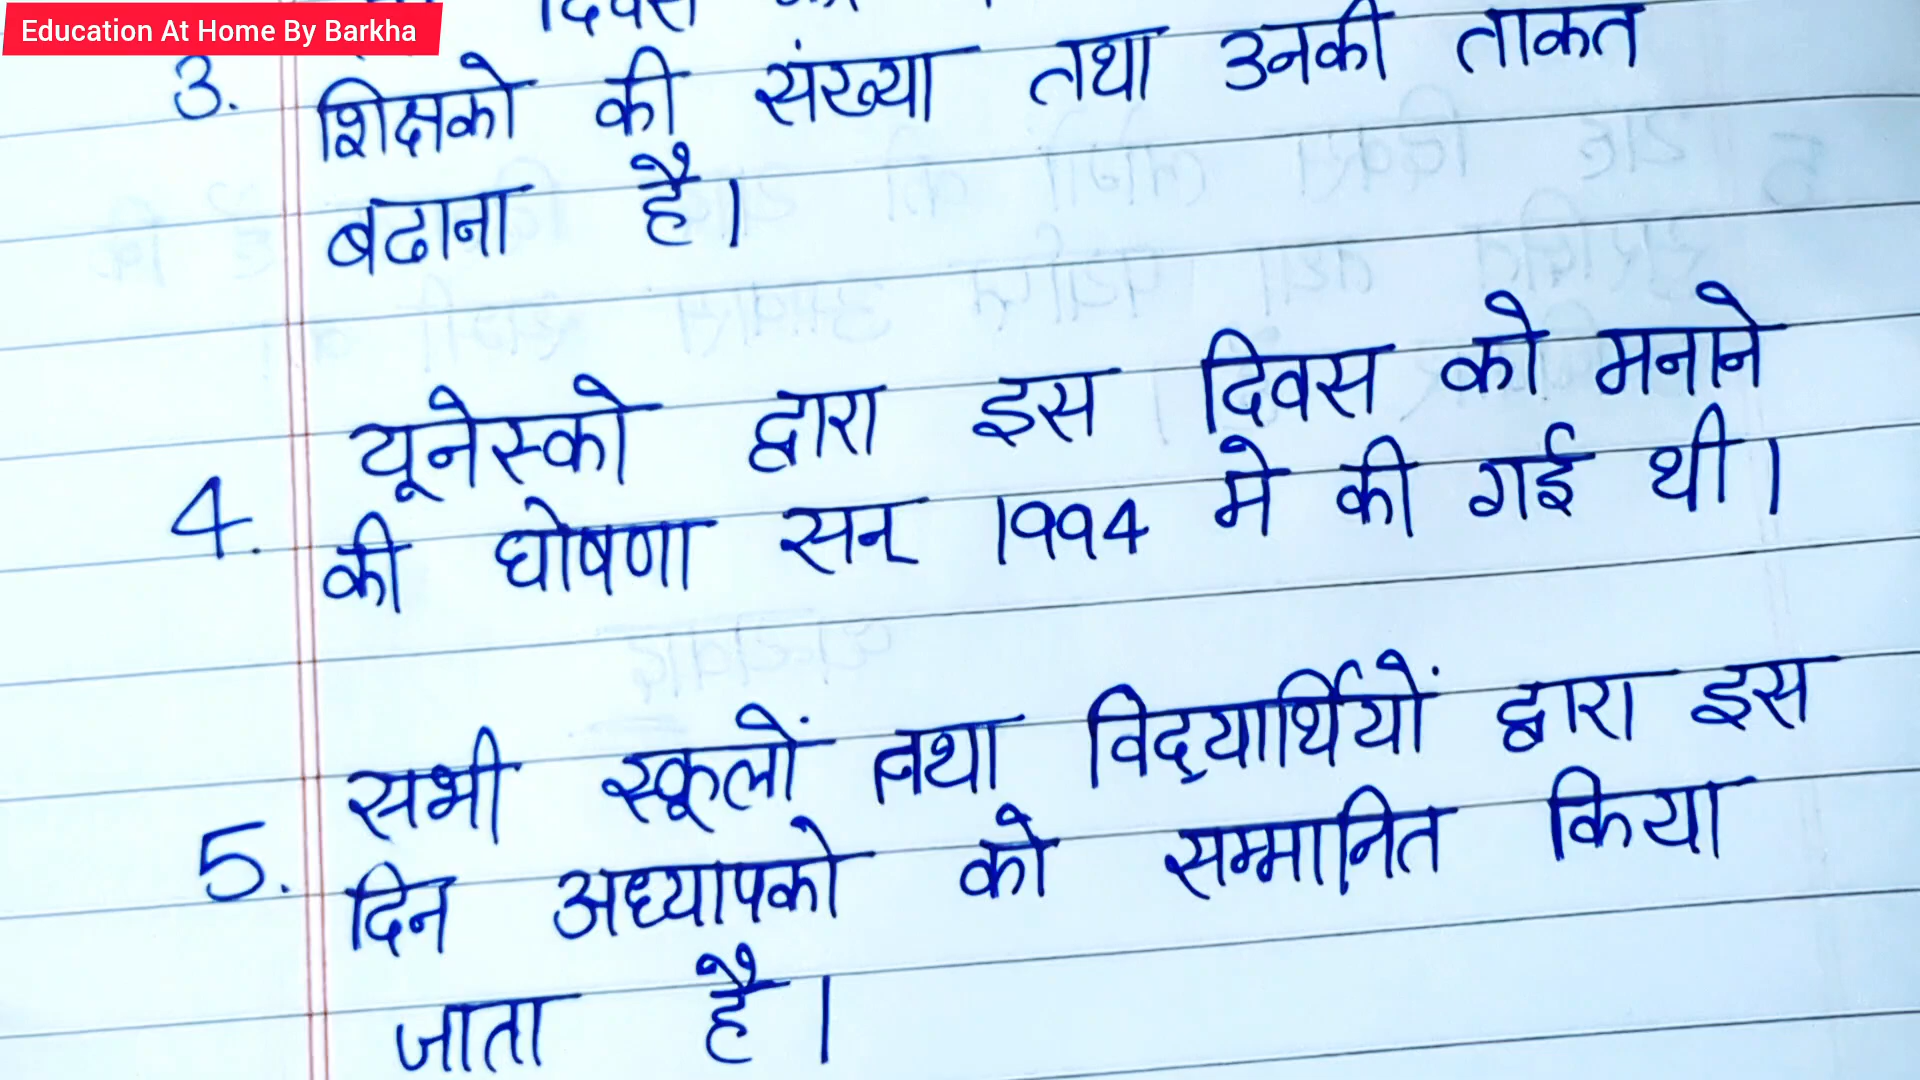 Education At Home By Barkha
दिवस
3. शिक्षको की संख्या तथा उनकी ताकत
बढाना है।
यूनेस्को द्वारा इस दिवस को मनाने
4. की घोषणा सन् 1994 मे की गई थी।
सभी स्कूलों तथा विद्यार्थियों द्वारा इस
5. दिन अध्यापको को सम्मानित किया
जाता है।